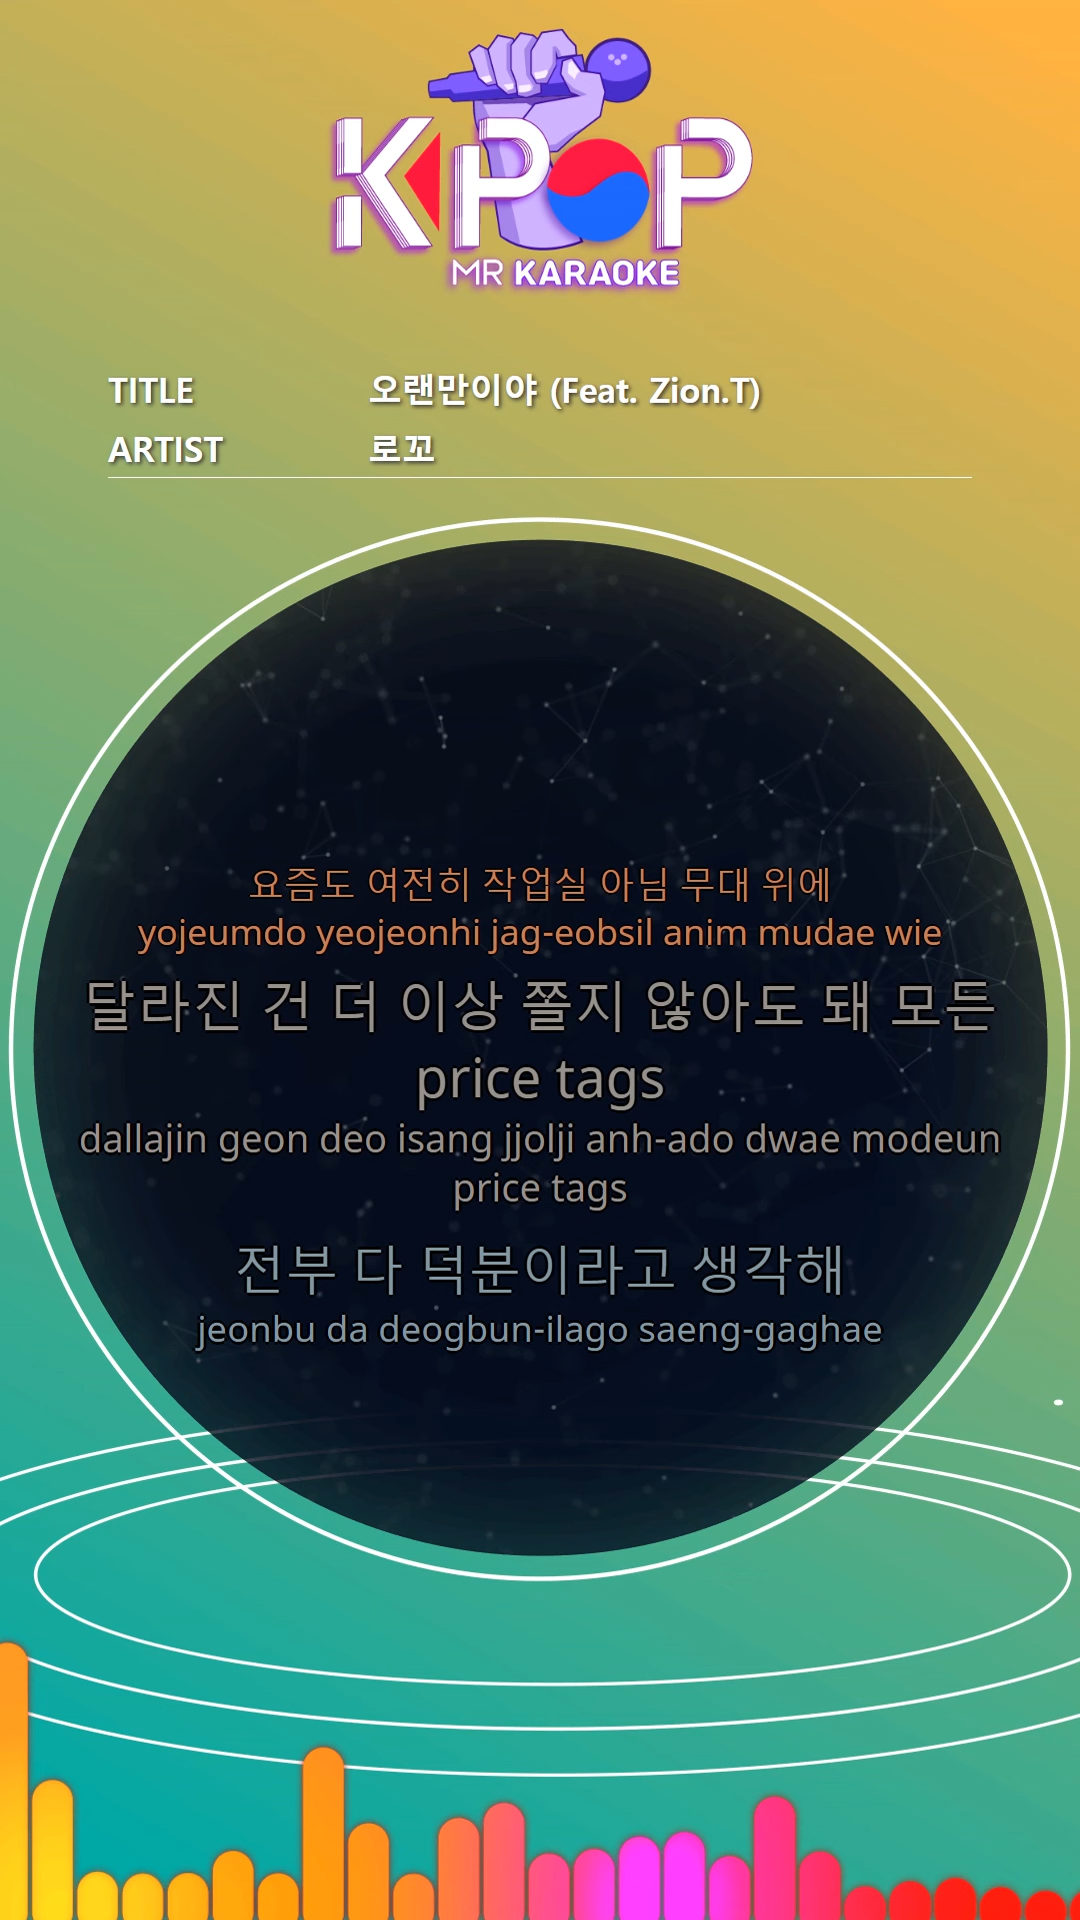 KPOP
MR KARAOKE
TITLE 오랜만이야 (Feat. Zion.T)
ARTIST 로꼬
요즘도 여전히 작업실 아님 무대 위에
yojeumdo yeojeonhi jag-eobsil anim mudae wie
달라진 건 더 이상 쫄지 않아도 돼 모든
price tags
dallajin geon deo isang jjolji anh-ado dwae modeun
price tags
전부 다 덕분이라고 생각해
jeonbu da deogbun-ilago saeng-gaghae